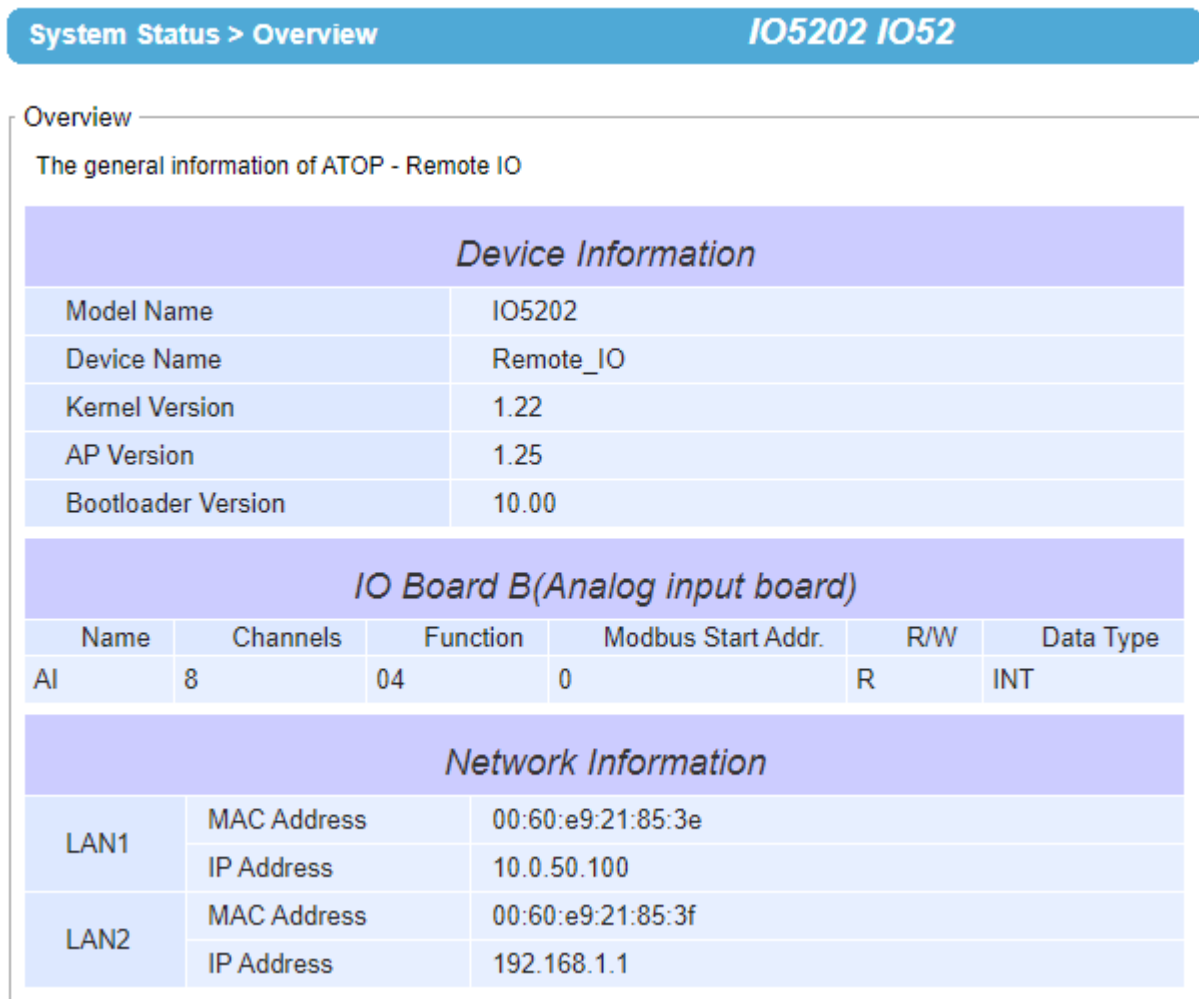 System Status > Overview IO5202 IO52
Overview
The general information of ATOP - Remote IO
Device Information
Model Name IO5202
Device Name Remote_IO
Kernel Version 1.22
AP Version 1.25
Bootloader Version 10.00
IO Board B(Analog input board)
Name Channels Function Modbus Start Addr. R/W Data Type
AI 8 04 0 R INT
Network Information
LAN1
MAC Address 00:60:e9:21:85:3e
IP Address 10.0.50.100
LAN2
MAC Address 00:60:e9:21:85:3f
IP Address 192.168.1.1